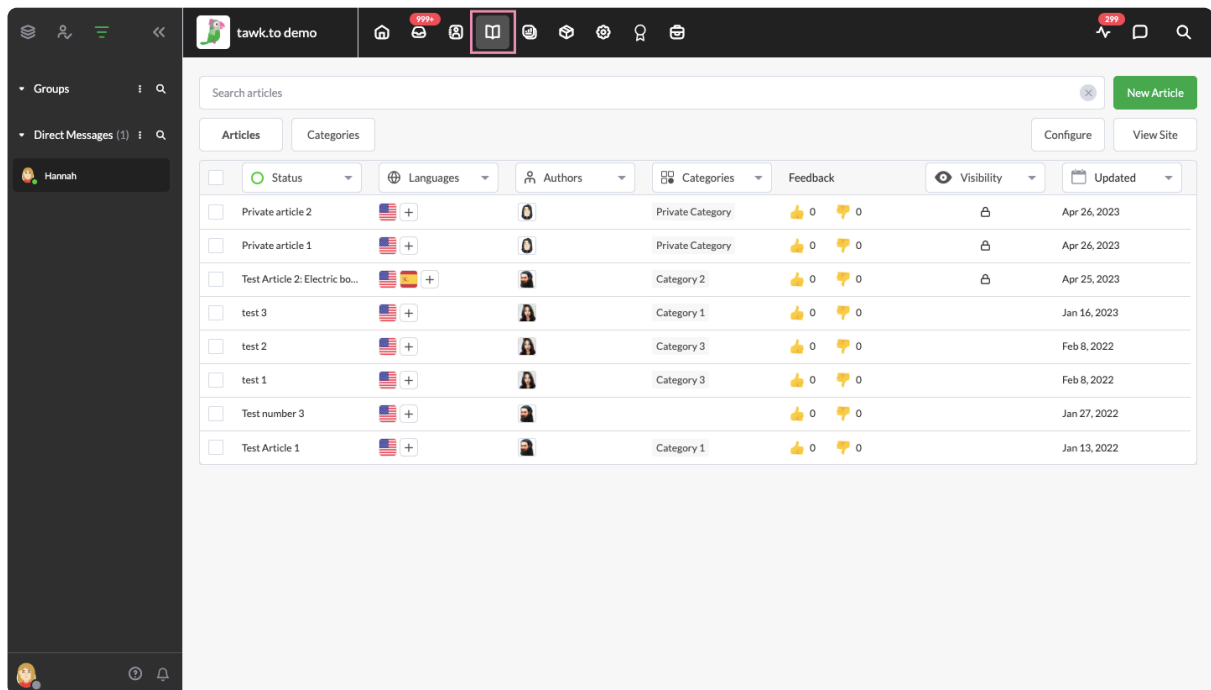 tawk.to demo
999+
299
Groups
Direct Messages (1)
Hannah
Search articles
New Article
Articles
Categories
Configure
View Site
Status
Languages
Authors
Categories
Feedback
Visibility
Updated
Private article 2 Private Category 0 0 Apr 26, 2023
Private article 1 Private Category 0 0 Apr 26, 2023
Test Article 2: Electric bo... Category 2 0 0 Apr 25, 2023
test 3 Category 1 0 0 Jan 16, 2023
test 2 Category 3 0 0 Feb 8, 2022
test 1 Category 3 0 0 Feb 8, 2022
Test number 3 0 0 Jan 27, 2022
Test Article 1 Category 1 0 0 Jan 13, 2022